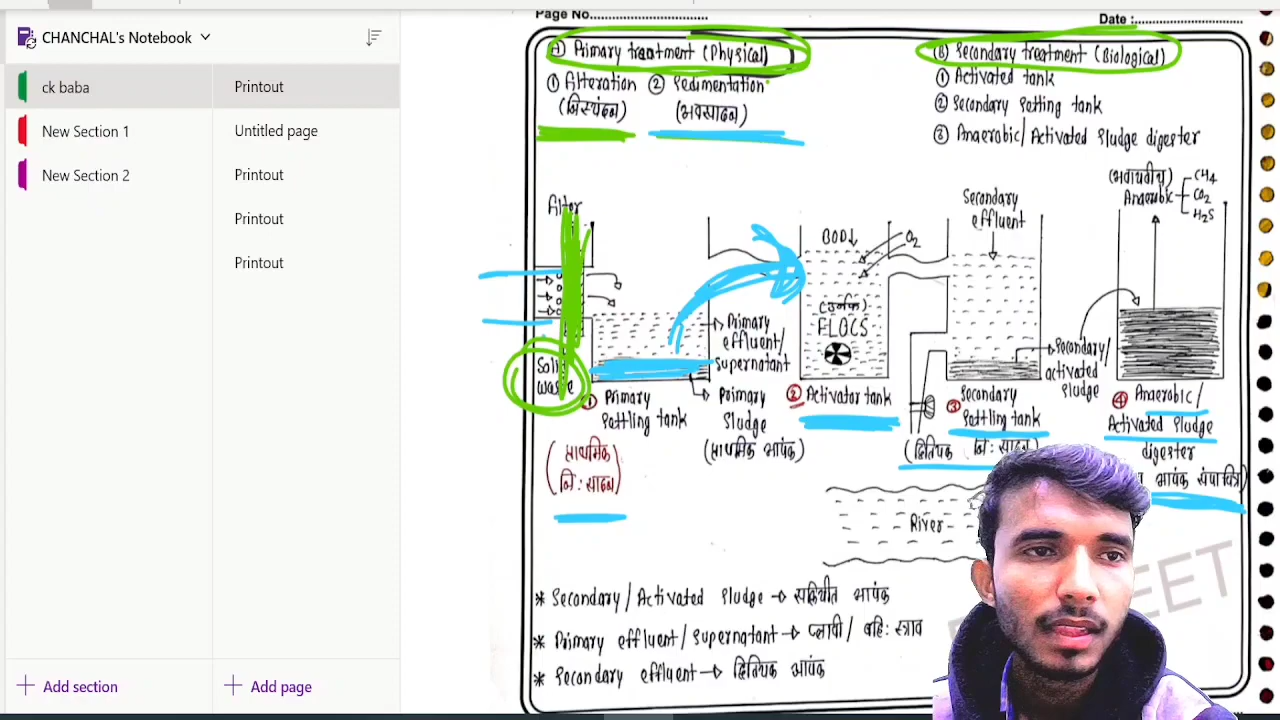 CHANCHAL's Notebook
New Section 1
New Section 2
Printout
Untitled page
Printout
Printout
Printout
Add section
Add page
Page No.
Date :
(A) Primary treatment (Physical)
① Filteration ② Sedimentation
(निस्यंदन) (अवसादन)
(B) Secondary treatment (Biological)
① Activated tank
② Secondary Settling tank
③ Anaerobic/Activated Sludge digester
Filter
Solid
waste
① Primary
Settling tank
Primary
effluent/
Supernatant
Primary
Sludge
(प्राथमिक आपंक)
BOD↓
O2
FLOCS
② Activator tank
Secondary
effluent
Secondary/
activated
Sludge
③ Secondary
Settling tank
(द्वितियक
Anaerobic
CH4
CO2
H2S
④ Anaerobic/
Activated Sludge
digester
आपंक संपाचित्र)
River
EET
* Secondary/Activated Sludge → सक्रियीत आपंक
* Primary effluent/Supernatant → प्लावी / बहि: स्त्राव
* Secondary effluent → द्वितियक आपंक